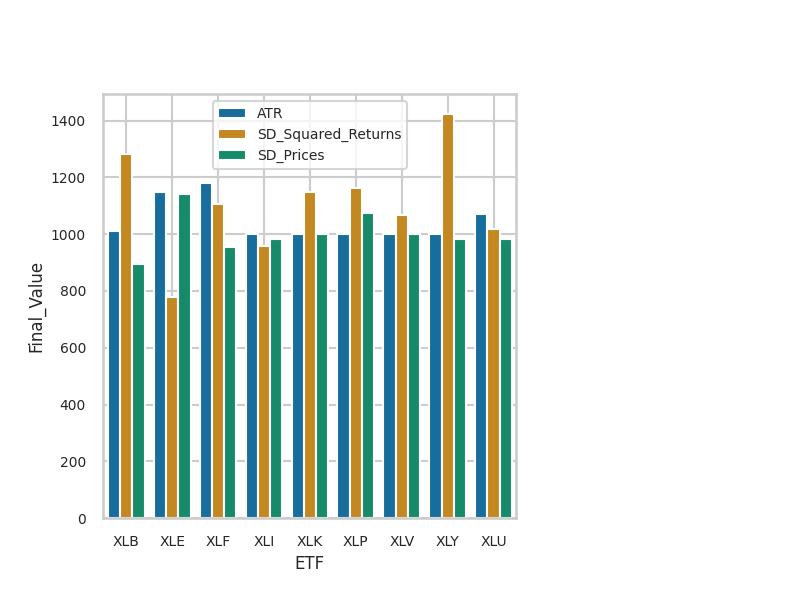 ATR
SD_Squared_Returns
SD_Prices
1400
1200
1000
800
600
400
200
0
Final_Value
XLB XLE XLF XLI XLK XLP XLV XLY XLU
ETF